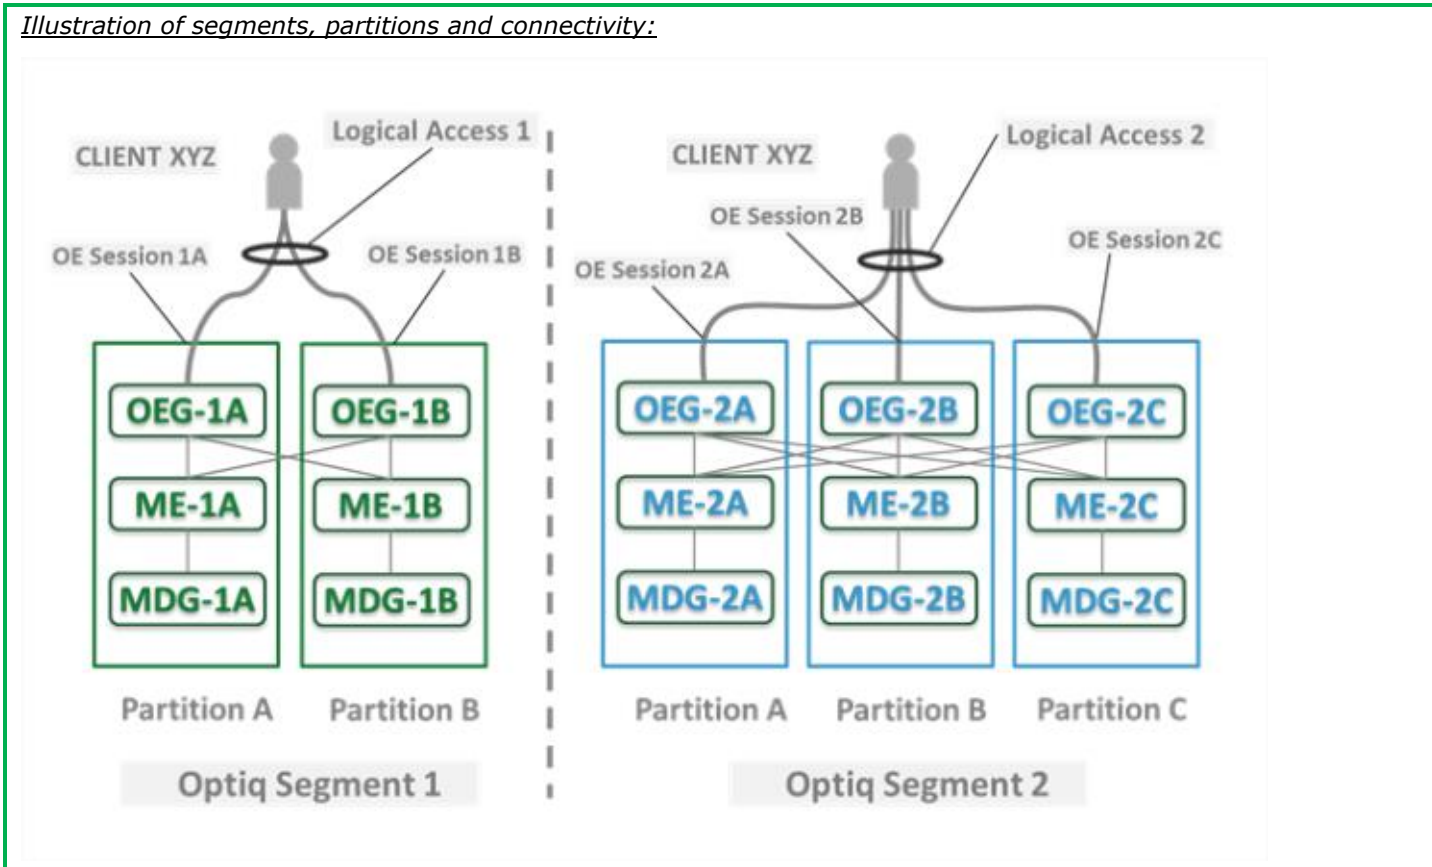 Illustration of segments, partitions and connectivity:
CLIENT XYZ
Logical Access 1
OE Session 1A
OE Session 1B
OEG-1A
OEG-1B
ME-1A
ME-1B
MDG-1A
MDG-1B
Partition A
Partition B
Optiq Segment 1
CLIENT XYZ
Logical Access 2
OE Session 2B
OE Session 2A
OE Session 2C
OEG-2A
OEG-2B
OEG-2C
ME-2A
ME-2B
ME-2C
MDG-2A
MDG-2B
MDG-2C
Partition A
Partition B
Partition C
Optiq Segment 2